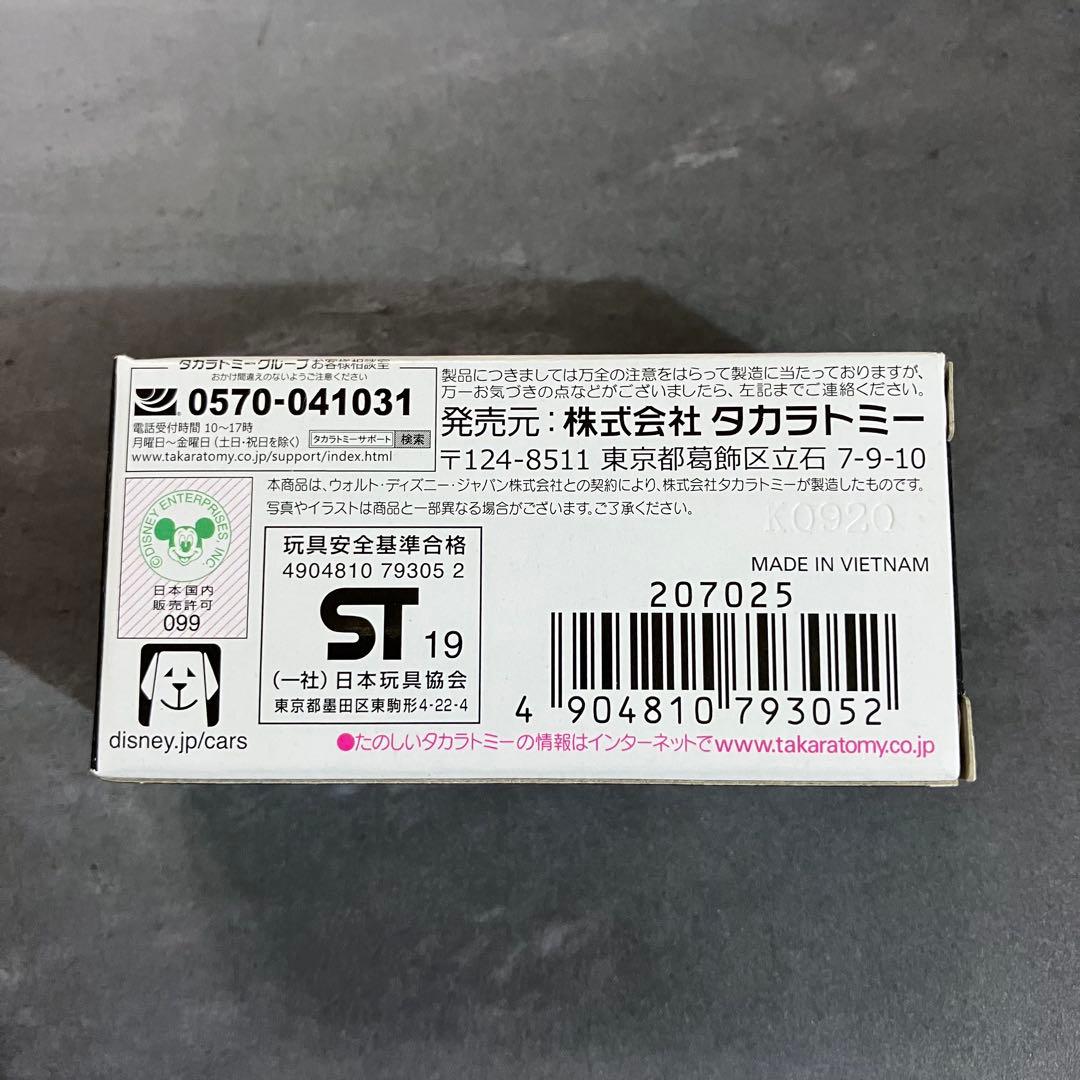 タカラトミーグループお客様相談室
おかけ間違えのないようご注意ください
0570-041031
電話受付時間 10〜17時
月曜日〜金曜日(土日・祝日を除く) タカラトミーサポート 検索
www.takaratomy.co.jp/support/index.html
製品につきましては万全の注意をはらって製造に当たっておりますが、
万一お気づきの点などがございましたら、左記までご連絡ください。
発売元:株式会社 タカラトミー
〒124-8511 東京都葛飾区立石 7-9-10
本商品は、ウォルト・ディズニー・ジャパン株式会社との契約により、株式会社タカラトミーが製造したものです。
写真やイラストは商品と一部異なる場合がございます。ご了承ください。
K0920
©DISNEY ENTERPRISES, INC.
日本国内
販売許可
099
disney.jp/cars
玩具安全基準合格
4904810 79305 2
ST 19
(一社)日本玩具協会
東京都墨田区東駒形4-22-4
MADE IN VIETNAM
207025
4 904810 793052
●たのしいタカラトミーの情報はインターネットでwww.takaratomy.co.jp